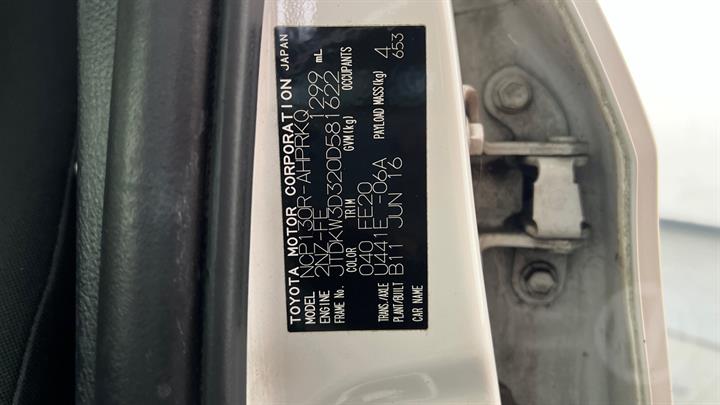 TOYOTA MOTOR CORPORATION JAPAN
MODEL NCP130R-AHPRKQ
ENGINE 2NZ-FE 1299 mL
FRAME No. JTDKW3D320D581622
COLOR TRIM GVM(kg) OCCUPANTS
040 FE20 4
TRANS./AXLE U441E -06A PAYLOAD MASS(kg) 653
PLANT/BUILT B11 JUN 16
CAR NAME